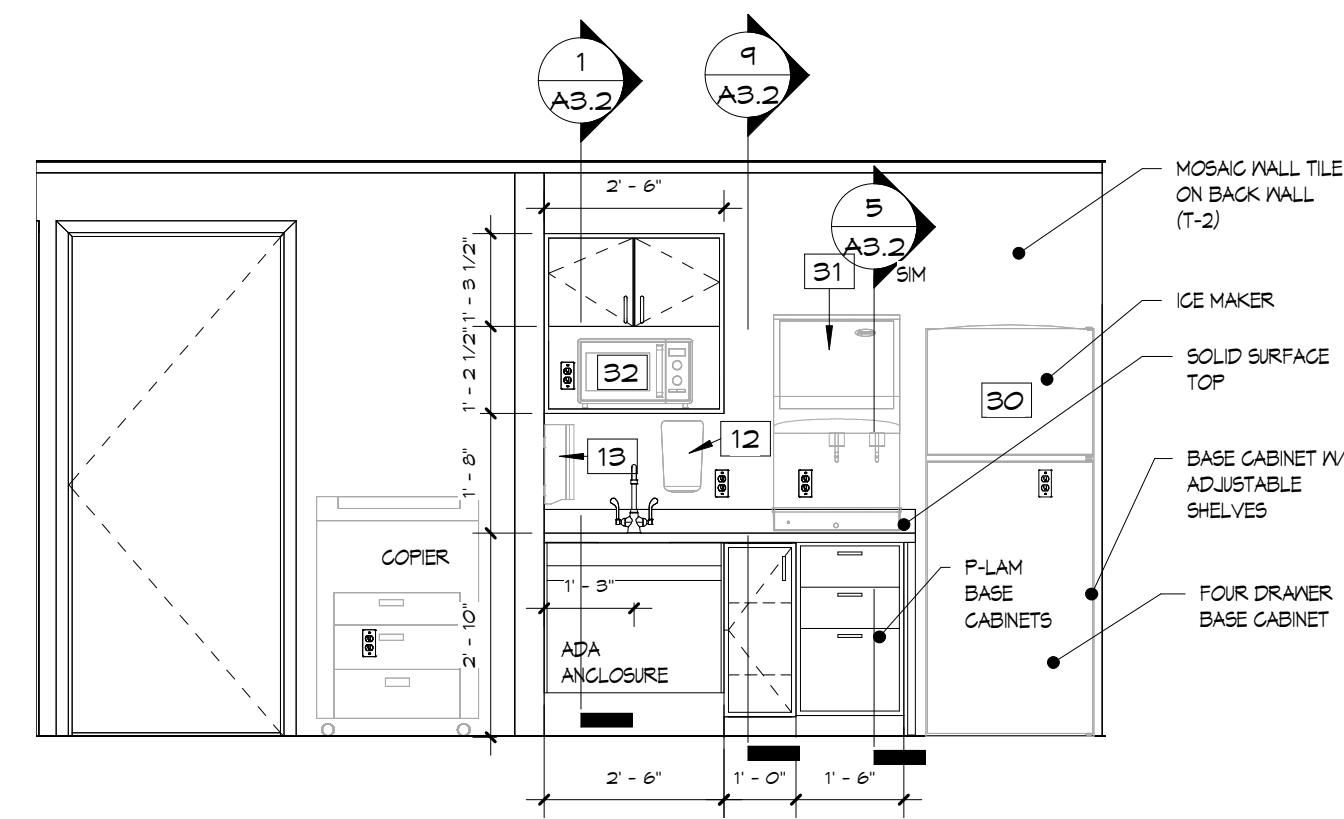 1
A3.2
9
A3.2
5
A3.2
SIM
MOSAIC WALL TILE
ON BACK WALL
(T-2)
2' - 6"
1' - 3 1/2"
31
ICE MAKER
SOLID SURFACE
TOP
1' - 2 1/2"
32
30
12
13
1' - 8"
BASE CABINET W/
ADJUSTABLE
SHELVES
COPIER
1' - 3"
P-LAM
BASE
CABINETS
FOUR DRAWER
BASE CABINET
2' - 10"
ADA
ANCLOSURE
2' - 6"
1' - 0"
1' - 6"